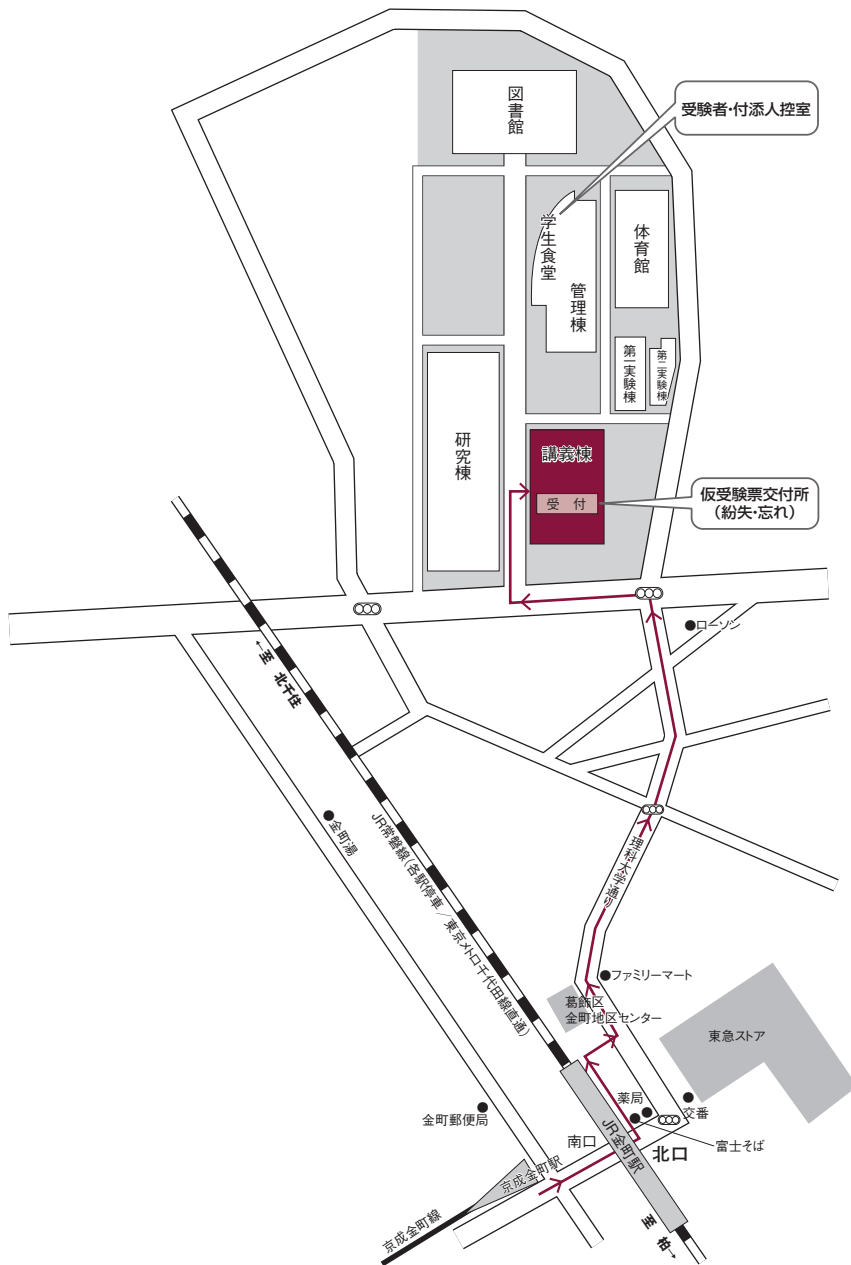 図書館
受験者・付添人控室
学生食堂
管理棟
体育館
第一実験棟
第二実験棟
研究棟
講義棟
受　付
仮受験票交付所
（紛失・忘れ）
ローソン
←至　北千住
金町湯
JR常磐線（各駅停車／東京メトロ千代田線直通）
理科大学通り
ファミリーマート
葛飾区
金町地区センター
東急ストア
薬局
交番
金町郵便局
富士そば
南口
JR金町駅
北口
京成金町駅
京成金町線
至　柏→